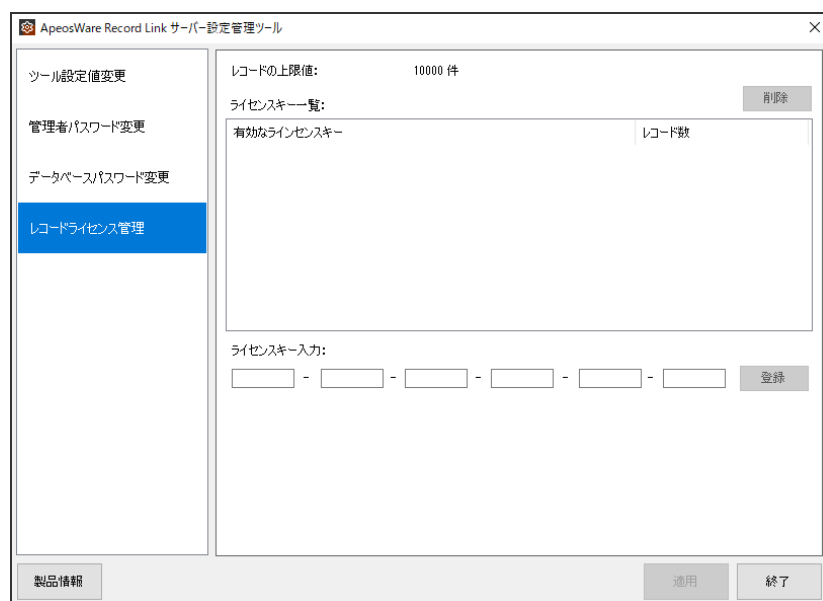 ApeosWare Record Link サーバー設定管理ツール
ツール設定値変更
管理者パスワード変更
データベースパスワード変更
レコードライセンス管理
レコードの上限値: 10000 件
ライセンスキー一覧:
削除
有効なラインセンスキー レコード数
ライセンスキー入力:
- - - - -
登録
製品情報
適用
終了